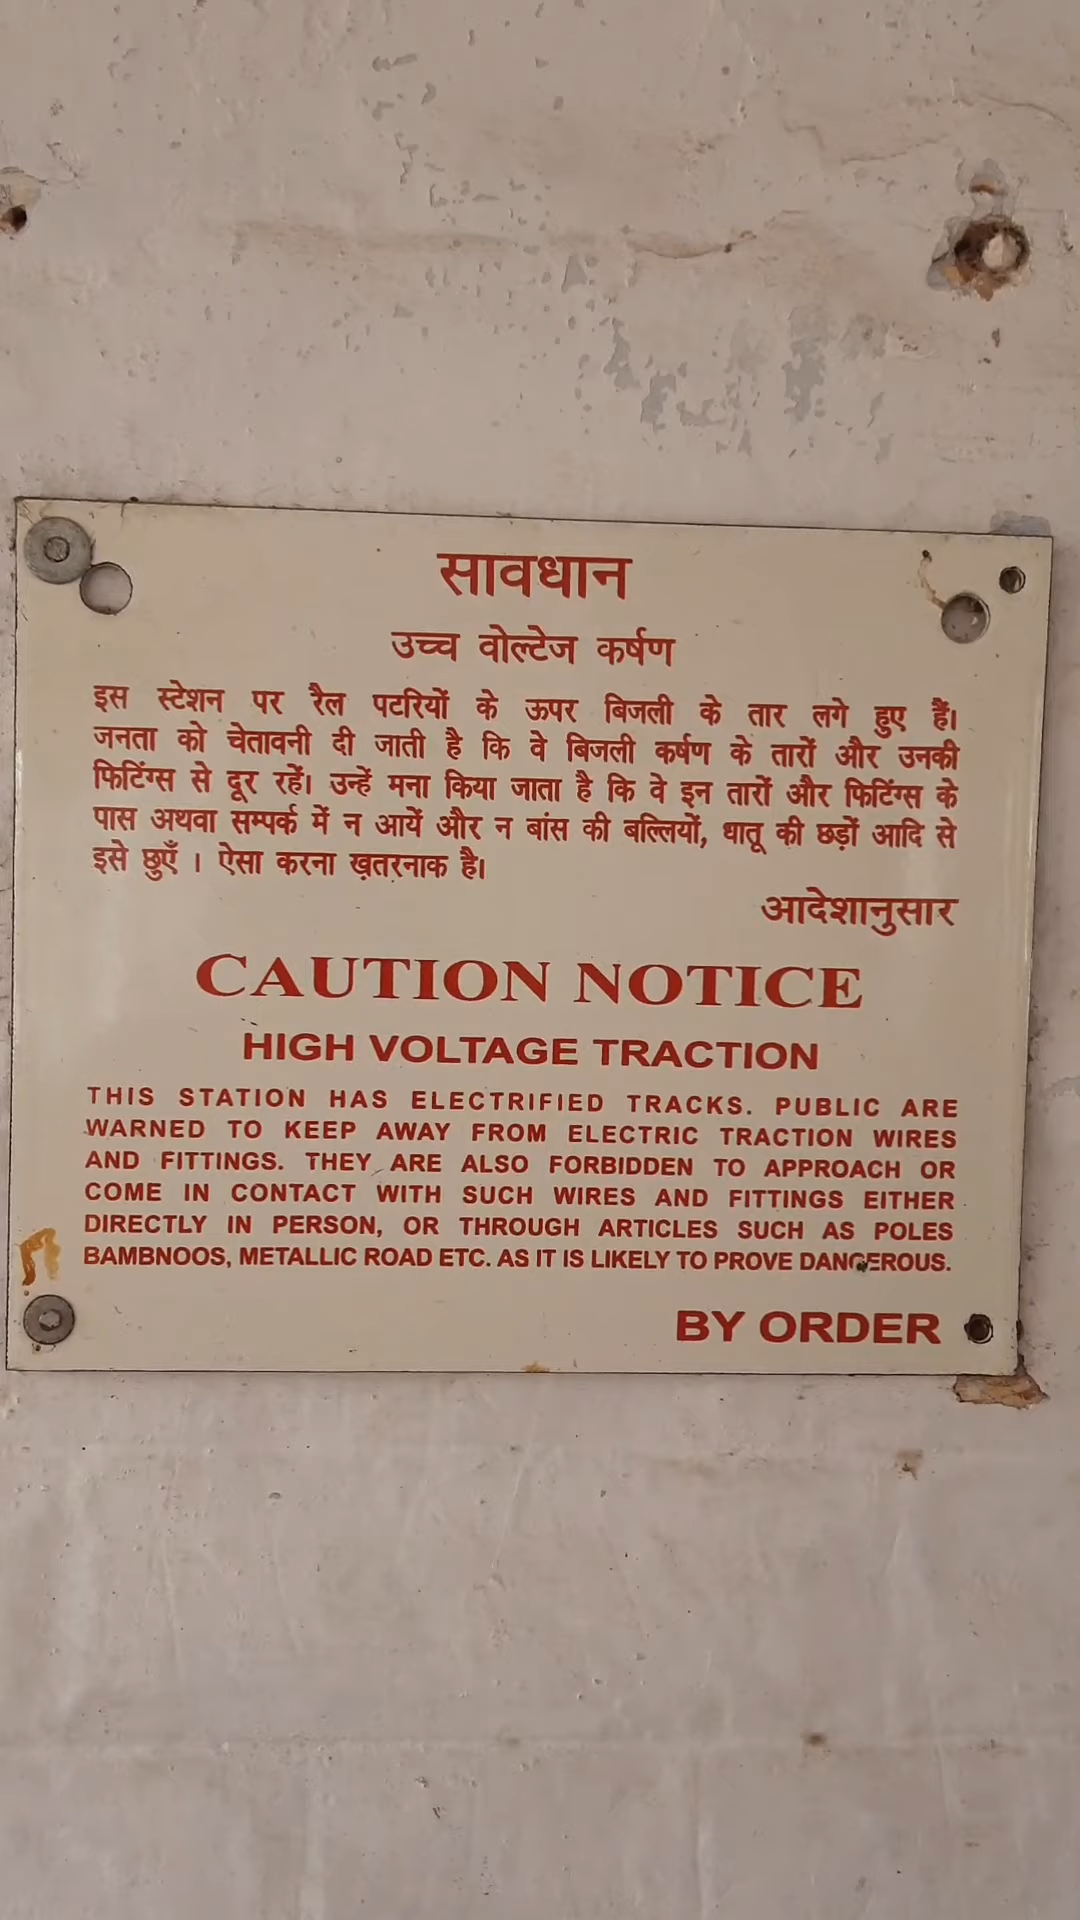 सावधान
उच्च वोल्टेज कर्षण
इस स्टेशन पर रैल पटरियों के ऊपर बिजली के तार लगे हुए हैं।
जनता को चेतावनी दी जाती है कि वे बिजली कर्षण के तारों और उनकी
फिटिंग्स से दूर रहें। उन्हें मना किया जाता है कि वे इन तारों और फिटिंग्स के
पास अथवा सम्पर्क में न आयें और न बांस की बल्लियों, धातू की छड़ों आदि से
इसे छुएँ । ऐसा करना ख़तरनाक है।
आदेशानुसार
CAUTION NOTICE
HIGH VOLTAGE TRACTION
THIS STATION HAS ELECTRIFIED TRACKS. PUBLIC ARE
WARNED TO KEEP AWAY FROM ELECTRIC TRACTION WIRES
AND FITTINGS. THEY ARE ALSO FORBIDDEN TO APPROACH OR
COME IN CONTACT WITH SUCH WIRES AND FITTINGS EITHER
DIRECTLY IN PERSON, OR THROUGH ARTICLES SUCH AS POLES
BAMBNOOS, METALLIC ROAD ETC. AS IT IS LIKELY TO PROVE DANGEROUS.
BY ORDER